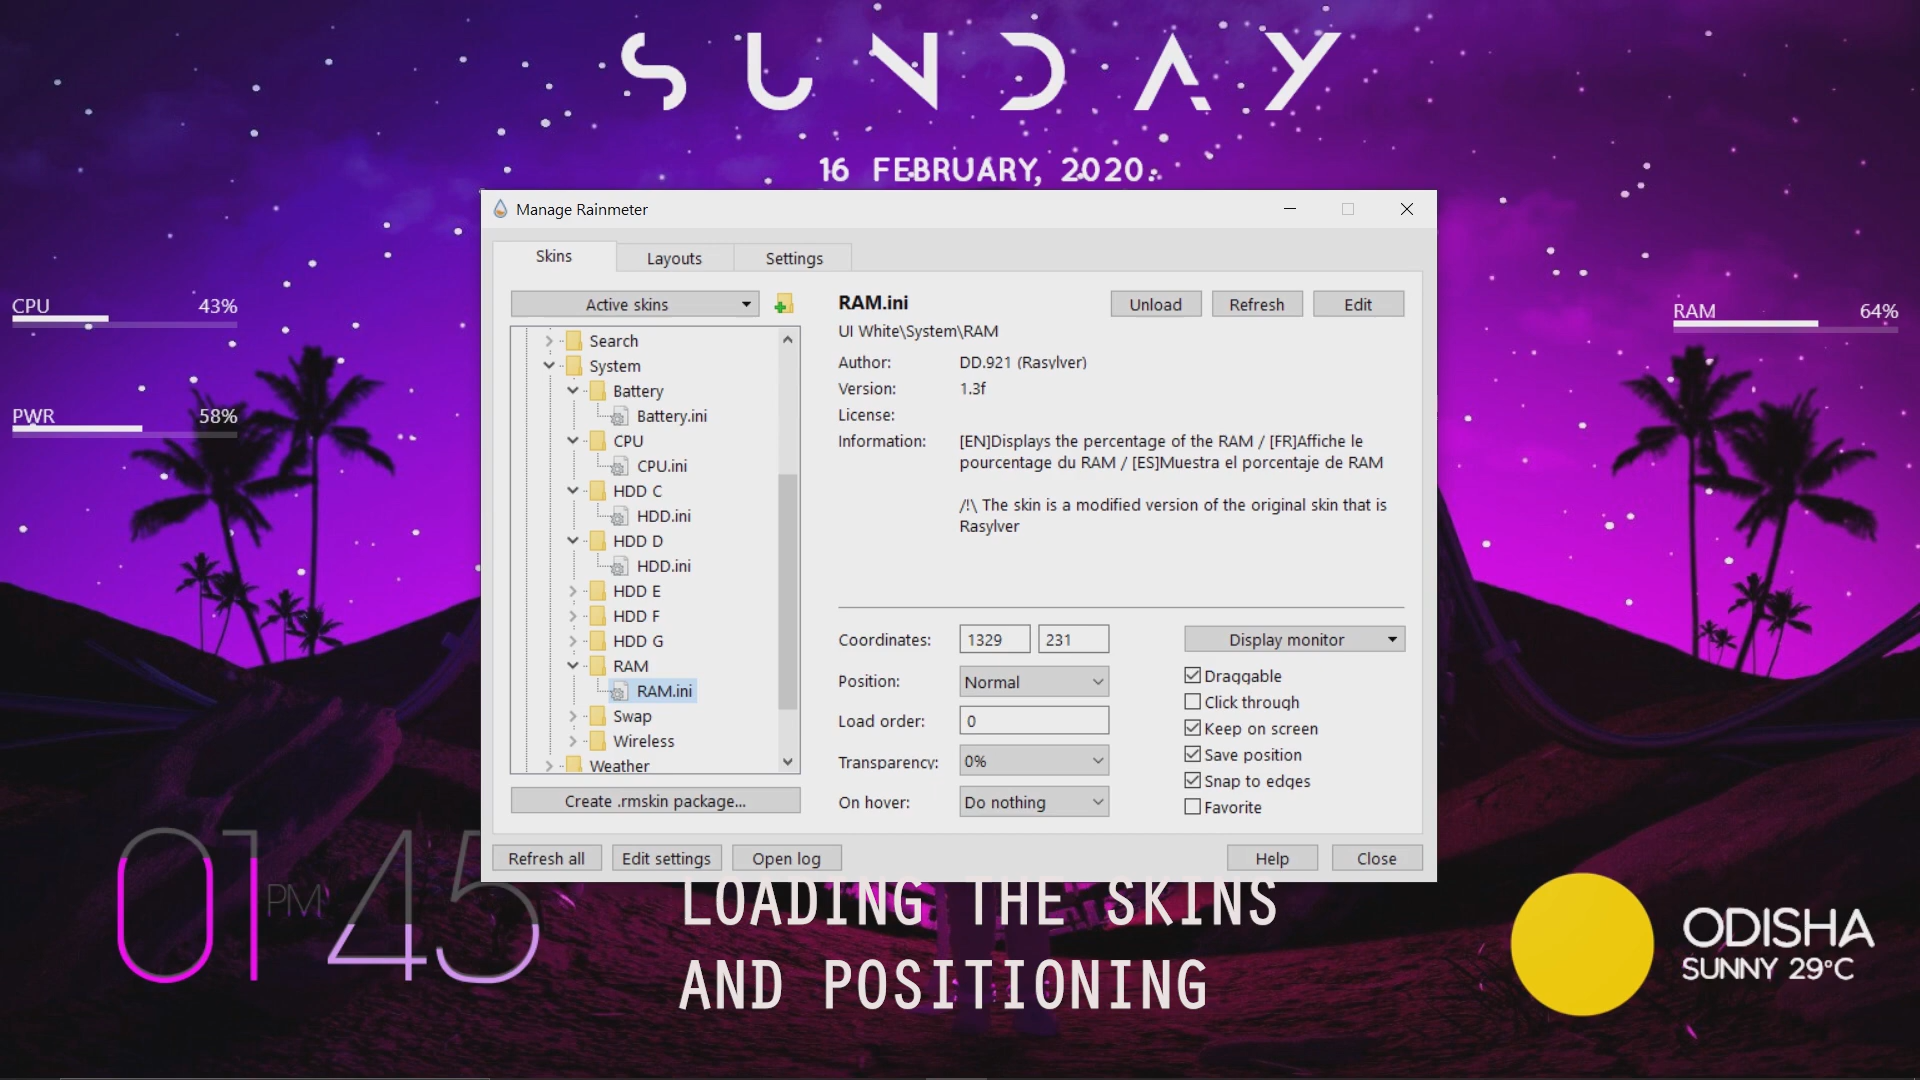 SUNDAY
16 FEBRUARY, 2020.
CPU 43%
PWR 58%
RAM 64%
Manage Rainmeter
Skins Layouts Settings
Active skins
Search
System
Battery
Battery.ini
CPU
CPU.ini
HDD C
HDD.ini
HDD D
HDD.ini
HDD E
HDD F
HDD G
RAM
RAM.ini
Swap
Wireless
Weather
Create .rmskin package...
RAM.ini
Unload Refresh Edit
UI White\System\RAM
Author: DD.921 (Rasylver)
Version: 1.3f
License:
Information: [EN]Displays the percentage of the RAM / [FR]Affiche le
pourcentage du RAM / [ES]Muestra el porcentaje de RAM
/!\ The skin is a modified version of the original skin that is
Rasylver
Coordinates: 1329 231
Position: Normal
Load order: 0
Transparency: 0%
On hover: Do nothing
Display monitor
Draggable
Click through
Keep on screen
Save position
Snap to edges
Favorite
Refresh all Edit settings Open log Help Close
01 PM 45
LOADING THE SKINS
AND POSITIONING
ODISHA
SUNNY 29°C